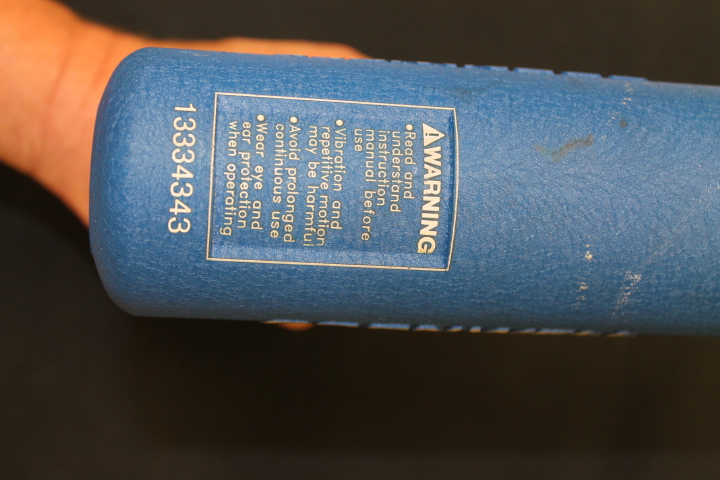 ⚠WARNING
•Read and
understand
instruction
manual before
use
•Vibration and
repetitive motion
may be harmful
•Avoid prolonged
continuous use
•Wear eye and
ear protection
when operating
13334343